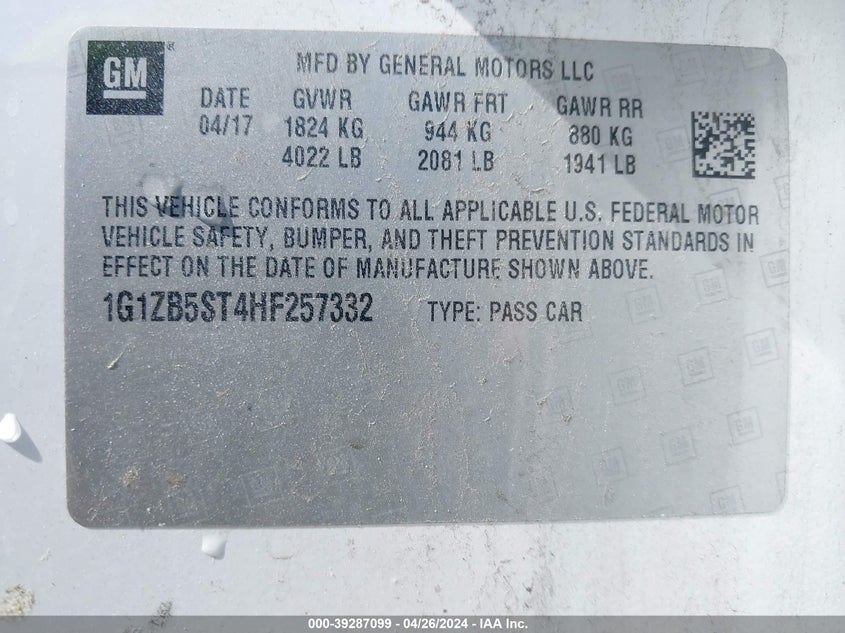 GM
MFD BY GENERAL MOTORS LLC
DATE GVWR GAWR FRT GAWR RR
04/17 1824 KG 944 KG 880 KG
4022 LB 2081 LB 1941 LB
THIS VEHICLE CONFORMS TO ALL APPLICABLE U.S. FEDERAL MOTOR
VEHICLE SAFETY, BUMPER, AND THEFT PREVENTION STANDARDS IN
EFFECT ON THE DATE OF MANUFACTURE SHOWN ABOVE.
1G1ZB5ST4HF257332 TYPE: PASS CAR
000-39287099 - 04/26/2024 - IAA Inc.